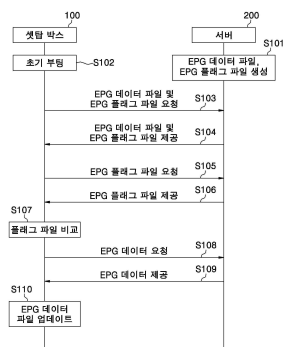 100
200
셋탑 박스
서버
S101
초기 부팅
S102
EPG 데이터 파일,
EPG 플래그 파일 생성
EPG 데이터 파일 및
EPG 플래그 파일 요청
S103
EPG 데이터 파일 및
EPG 플래그 파일 제공
S104
EPG 플래그 파일 요청
S105
EPG 플래그 파일 제공
S106
S107
플래그 파일 비교
EPG 데이터 요청
S108
EPG 데이터 제공
S109
S110
EPG 데이터
파일 업데이트